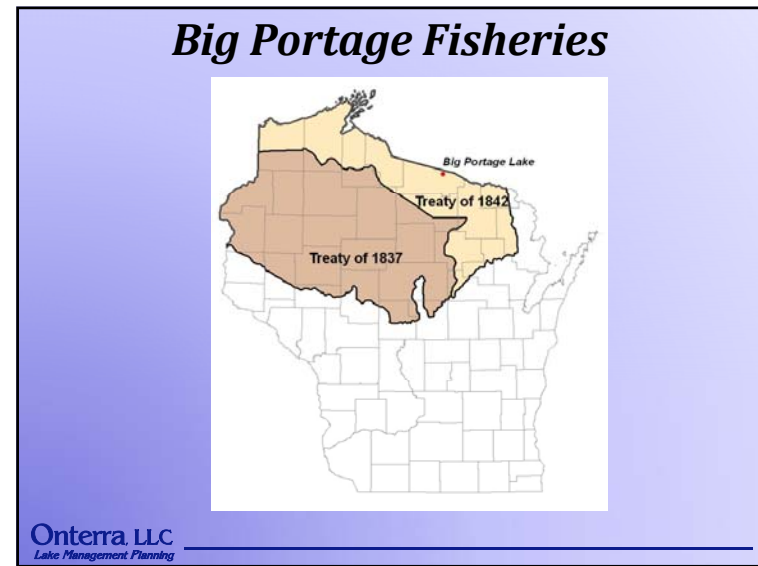 Big Portage Fisheries
Big Portage Lake
Treaty of 1842
Treaty of 1837
Onterra, LLC
Lake Management Planning